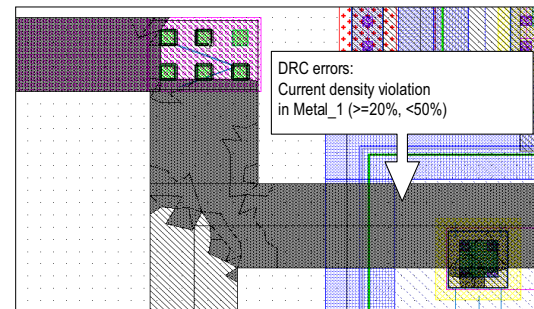 DRC errors:
Current density violation
in Metal_1 (>=20%, <50%)